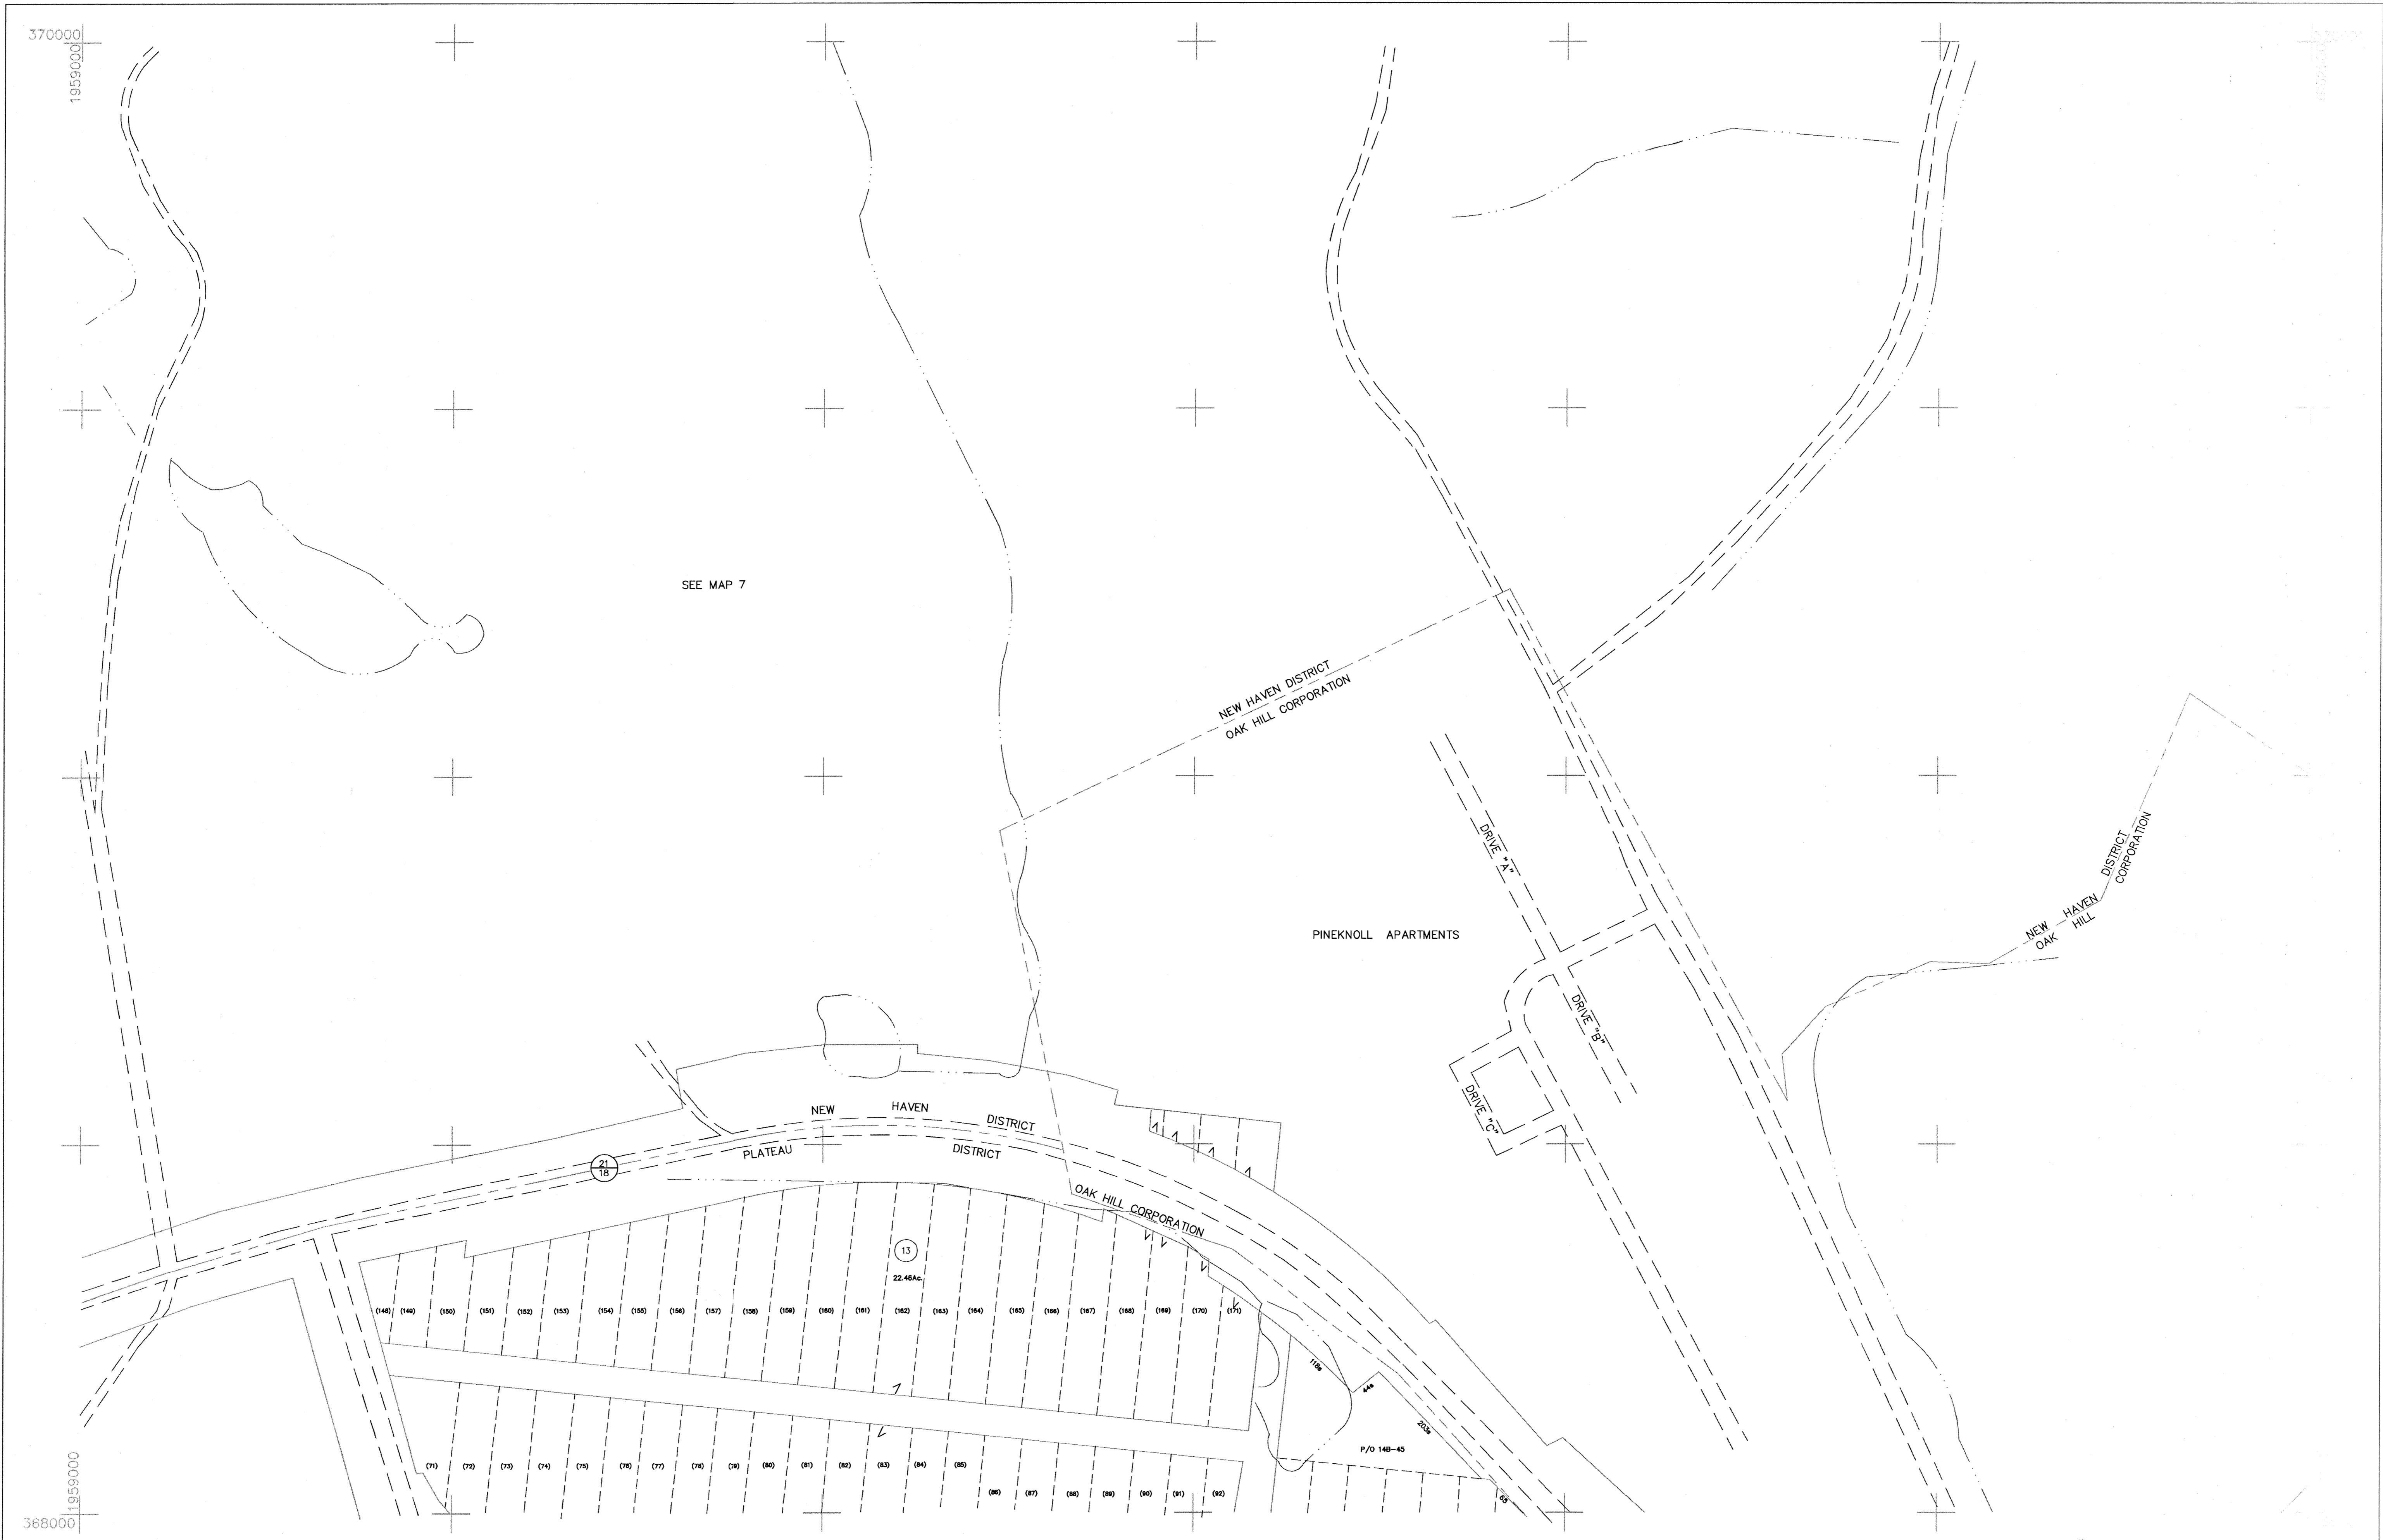 370000
1959000
SEE MAP 7
NEW HAVEN DISTRICT
OAK HILL CORPORATION
DRIVE "A"
DISTRICT
CORPORATION
NEW HAVEN
OAK HILL
PINEKNOLL APARTMENTS
DRIVE "B"
DRIVE "C"
NEW HAVEN DISTRICT
PLATEAU DISTRICT
21
18
OAK HILL CORPORATION
13
22.46Ac.
(148) (149) (150) (151) (152) (153) (154) (155) (156) (157) (158) (159) (160) (161) (162) (163) (164) (165) (166) (167) (168) (169) (170) (171)
118s
44s
203s
P/O 14B-45
(71) (72) (73) (74) (75) (76) (77) (78) (79) (80) (81) (82) (83) (84) (85)
(86) (87) (88) (89) (90) (91) (92)
65
1959000
368000